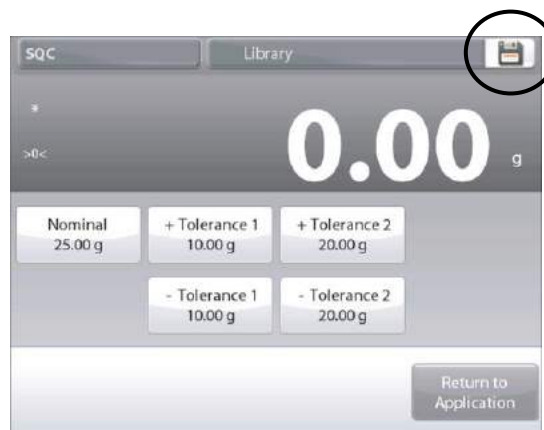 SQC
Library
*
>0<
0.00 g
Nominal
25.00 g
+ Tolerance 1
10.00 g
+ Tolerance 2
20.00 g
- Tolerance 1
10.00 g
- Tolerance 2
20.00 g
Return to
Application